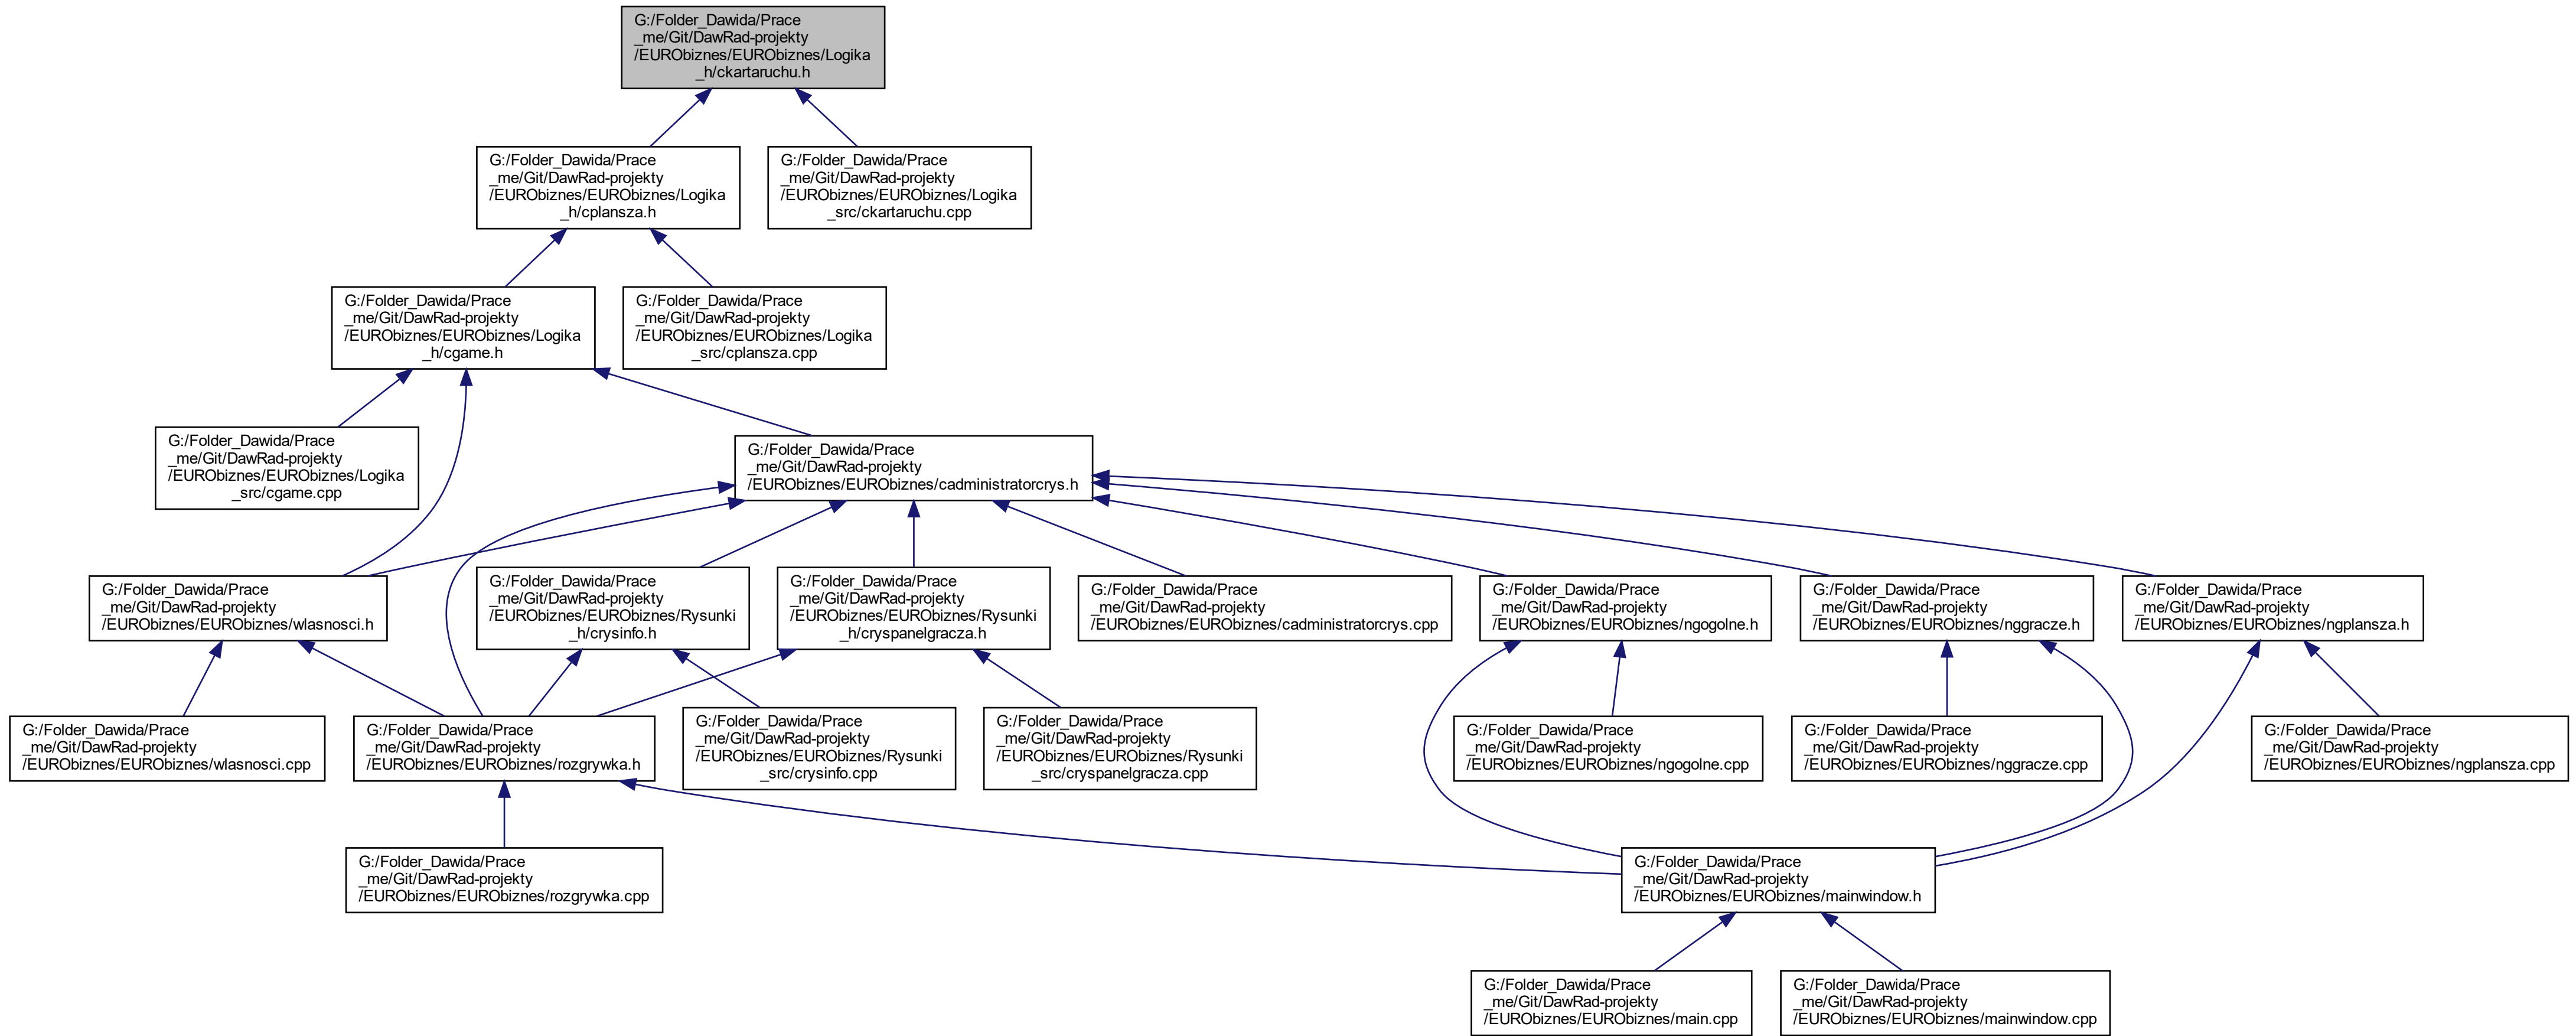 G:/Folder_Dawida/Prace
_me/Git/DawRad-projekty
/EURObiznes/EURObiznes/Logika
_h/ckartaruchu.h
G:/Folder_Dawida/Prace
_me/Git/DawRad-projekty
/EURObiznes/EURObiznes/Logika
_h/cplansza.h
G:/Folder_Dawida/Prace
_me/Git/DawRad-projekty
/EURObiznes/EURObiznes/Logika
_src/ckartaruchu.cpp
G:/Folder_Dawida/Prace
_me/Git/DawRad-projekty
/EURObiznes/EURObiznes/Logika
_h/cgame.h
G:/Folder_Dawida/Prace
_me/Git/DawRad-projekty
/EURObiznes/EURObiznes/Logika
_src/cplansza.cpp
G:/Folder_Dawida/Prace
_me/Git/DawRad-projekty
/EURObiznes/EURObiznes/Logika
_src/cgame.cpp
G:/Folder_Dawida/Prace
_me/Git/DawRad-projekty
/EURObiznes/EURObiznes/cadministratorcrys.h
G:/Folder_Dawida/Prace
_me/Git/DawRad-projekty
/EURObiznes/EURObiznes/wlasnosci.h
G:/Folder_Dawida/Prace
_me/Git/DawRad-projekty
/EURObiznes/EURObiznes/Rysunki
_h/crysinfo.h
G:/Folder_Dawida/Prace
_me/Git/DawRad-projekty
/EURObiznes/EURObiznes/Rysunki
_h/cryspanelgracza.h
G:/Folder_Dawida/Prace
_me/Git/DawRad-projekty
/EURObiznes/EURObiznes/cadministratorcrys.cpp
G:/Folder_Dawida/Prace
_me/Git/DawRad-projekty
/EURObiznes/EURObiznes/ngogolne.h
G:/Folder_Dawida/Prace
_me/Git/DawRad-projekty
/EURObiznes/EURObiznes/nggracze.h
G:/Folder_Dawida/Prace
_me/Git/DawRad-projekty
/EURObiznes/EURObiznes/ngplansza.h
G:/Folder_Dawida/Prace
_me/Git/DawRad-projekty
/EURObiznes/EURObiznes/wlasnosci.cpp
G:/Folder_Dawida/Prace
_me/Git/DawRad-projekty
/EURObiznes/EURObiznes/rozgrywka.h
G:/Folder_Dawida/Prace
_me/Git/DawRad-projekty
/EURObiznes/EURObiznes/Rysunki
_src/crysinfo.cpp
G:/Folder_Dawida/Prace
_me/Git/DawRad-projekty
/EURObiznes/EURObiznes/Rysunki
_src/cryspanelgracza.cpp
G:/Folder_Dawida/Prace
_me/Git/DawRad-projekty
/EURObiznes/EURObiznes/ngogolne.cpp
G:/Folder_Dawida/Prace
_me/Git/DawRad-projekty
/EURObiznes/EURObiznes/nggracze.cpp
G:/Folder_Dawida/Prace
_me/Git/DawRad-projekty
/EURObiznes/EURObiznes/ngplansza.cpp
G:/Folder_Dawida/Prace
_me/Git/DawRad-projekty
/EURObiznes/EURObiznes/rozgrywka.cpp
G:/Folder_Dawida/Prace
_me/Git/DawRad-projekty
/EURObiznes/EURObiznes/mainwindow.h
G:/Folder_Dawida/Prace
_me/Git/DawRad-projekty
/EURObiznes/EURObiznes/main.cpp
G:/Folder_Dawida/Prace
_me/Git/DawRad-projekty
/EURObiznes/EURObiznes/mainwindow.cpp